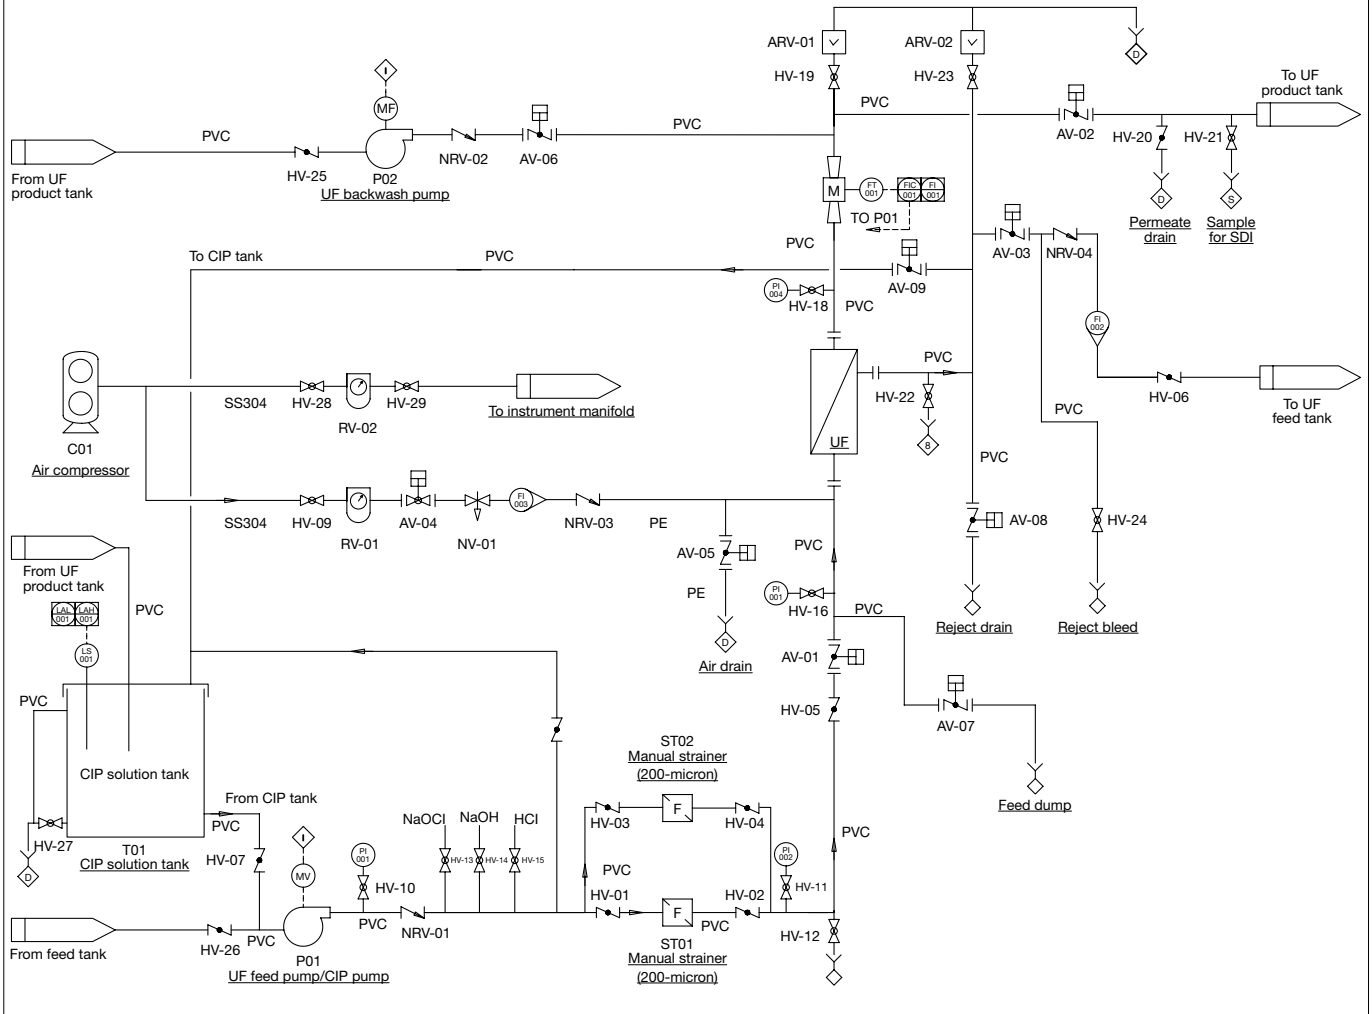 ARV-01
ARV-02
D
HV-19
HV-23
To UF
product tank
I
MF
PVC
PVC
PVC
AV-02
HV-20
HV-21
NRV-02
AV-06
From UF
product tank
HV-25
P02
UF backwash pump
M
FT
001
FIC
001
FI
001
TO P01
D
S
Permeate
drain
Sample
for SDI
To CIP tank
PVC
PVC
AV-09
AV-03
NRV-04
PI
004
HV-18
PVC
FI
002
PVC
SS304
HV-28
HV-29
RV-02
To instrument manifold
HV-22
HV-06
To UF
feed tank
PVC
8
UF
C01
Air compressor
PVC
FI
003
SS304
HV-09
RV-01
AV-04
NV-01
NRV-03
PE
AV-08
HV-24
PVC
AV-05
From UF
product tank
PVC
PE
PI
001
HV-16
PVC
LAL
001
LAH
001
LS
001
D
Air drain
Reject drain
Reject bleed
AV-01
PVC
HV-05
AV-07
ST02
Manual strainer
(200-micron)
CIP solution tank
Feed dump
From CIP tank
PVC
NaOCl
NaOH
HCl
HV-03
F
HV-04
HV-27
T01
CIP solution tank
HV-07
I
D
MV
PI
001
HV-10
HV-13
HV-14
HV-15
PVC
PI
002
HV-11
PVC
HV-01
HV-02
F
From feed tank
HV-26
PVC
P01
UF feed pump/CIP pump
PVC
NRV-01
PVC
HV-12
ST01
Manual strainer
(200-micron)